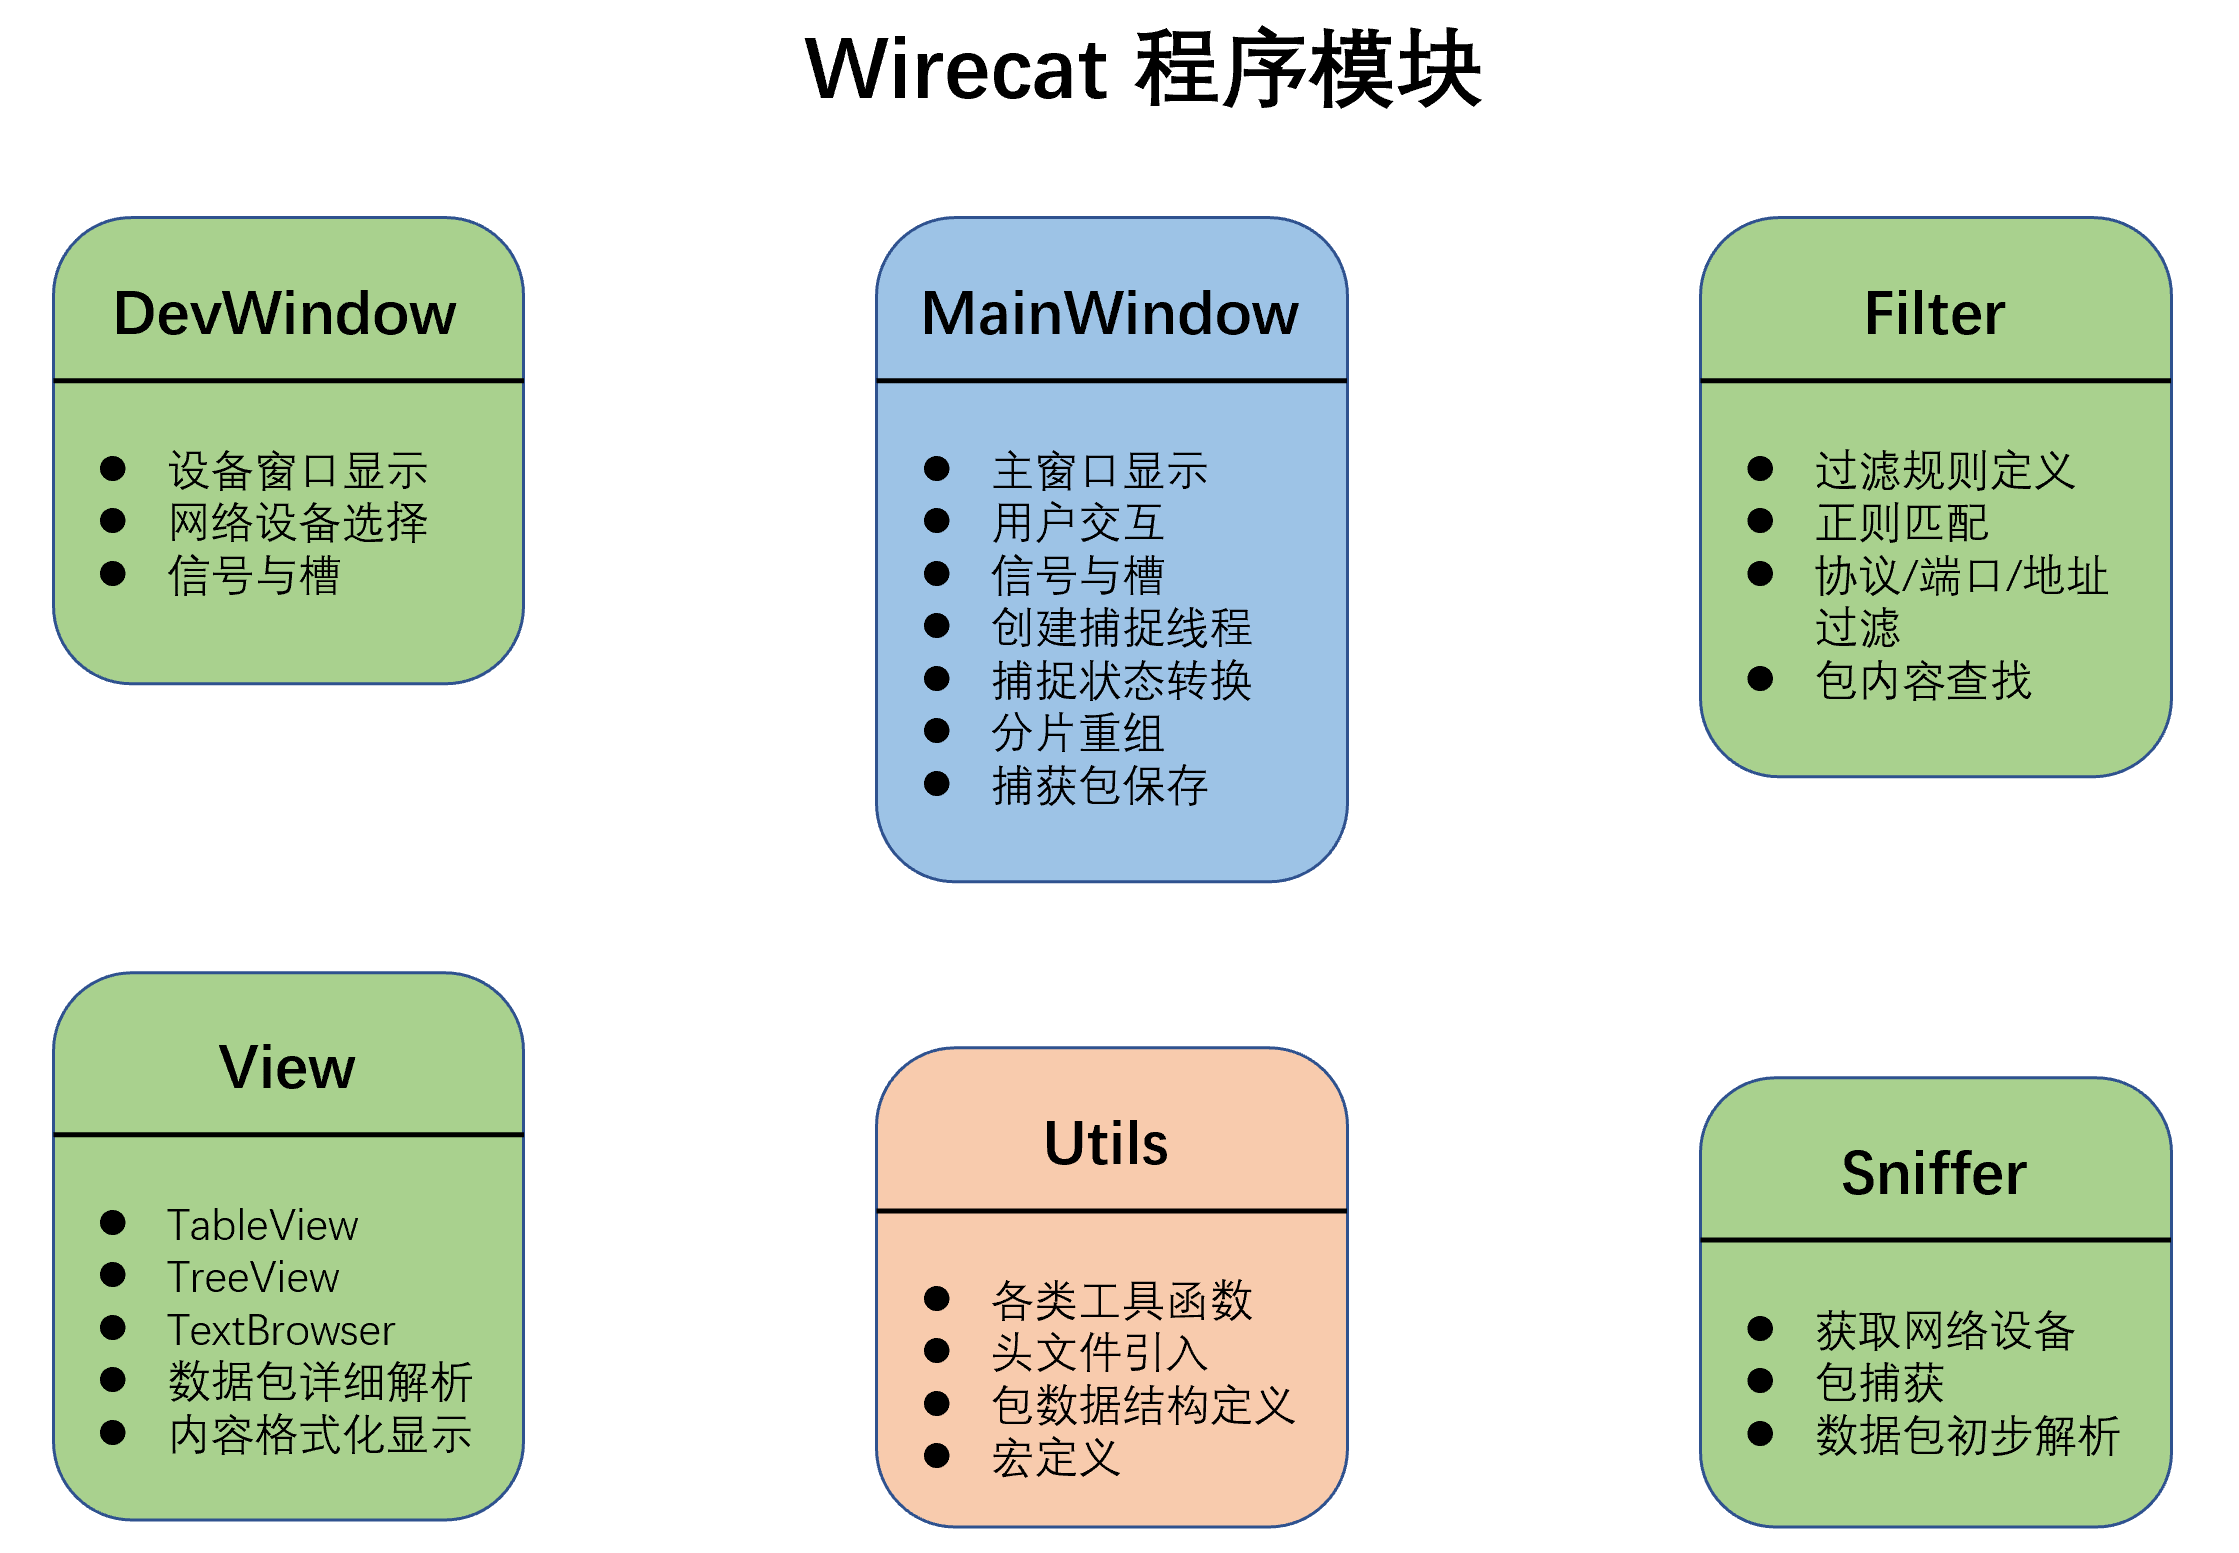 Wirecat 程序模块
DevWindow
● 设备窗口显示
● 网络设备选择
● 信号与槽
MainWindow
● 主窗口显示
● 用户交互
● 信号与槽
● 创建捕捉线程
● 捕捉状态转换
● 分片重组
● 捕获包保存
Filter
● 过滤规则定义
● 正则匹配
● 协议/端口/地址
过滤
● 包内容查找
View
● TableView
● TreeView
● TextBrowser
● 数据包详细解析
● 内容格式化显示
Utils
● 各类工具函数
● 头文件引入
● 包数据结构定义
● 宏定义
Sniffer
● 获取网络设备
● 包捕获
● 数据包初步解析